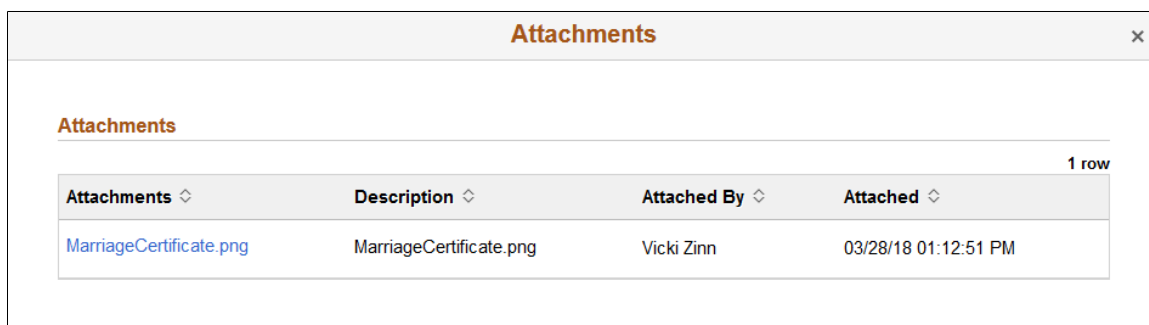 Attachments ×
Attachments
1 row
Attachments Description Attached By Attached
MarriageCertificate.png MarriageCertificate.png Vicki Zinn 03/28/18 01:12:51 PM